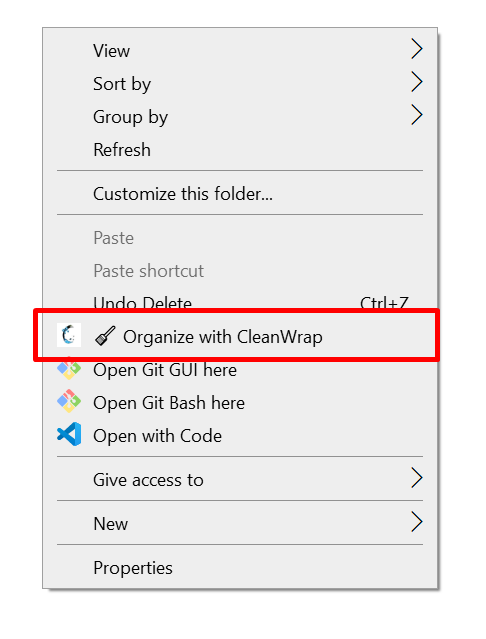 View
Sort by
Group by
Refresh
Customize this folder...
Paste
Paste shortcut
Undo Delete Ctrl+Z
Organize with CleanWrap
Open Git GUI here
Open Git Bash here
Open with Code
Give access to
New
Properties